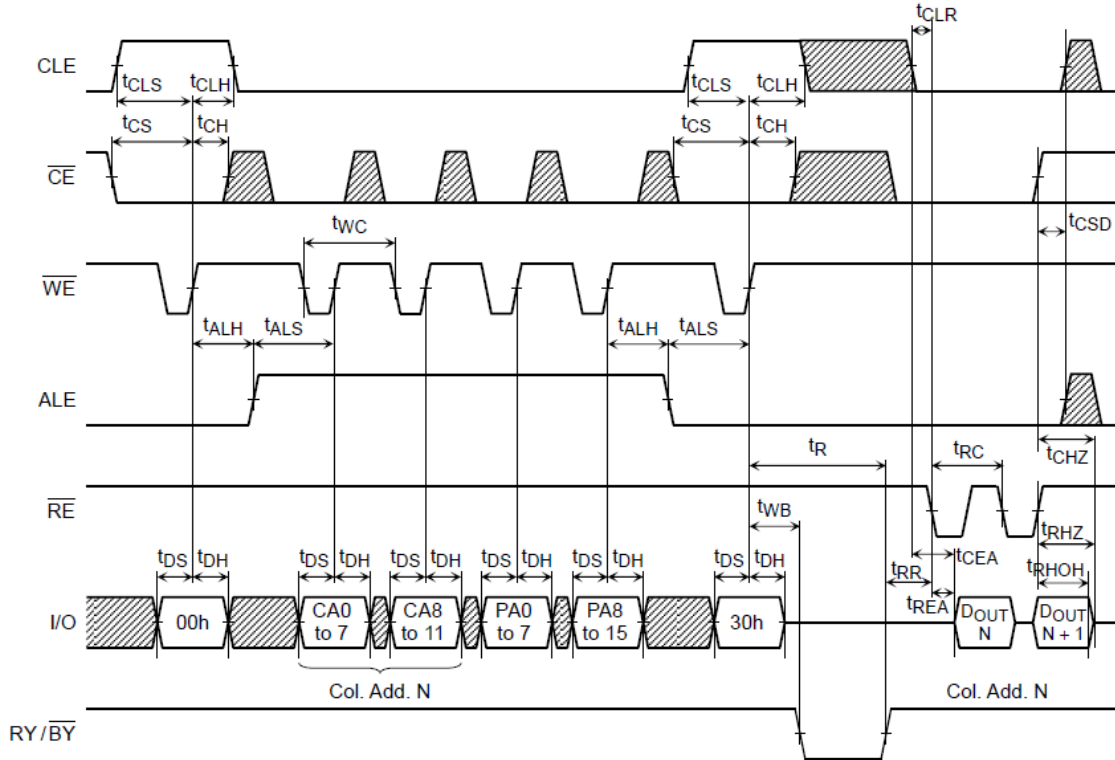 tCLR
CLE
tCLS tCLH tCLS tCLH
tCS tCH tCS tCH
CE
tWC tCSD
WE
tALH tALS tALH tALS
ALE
tR tRC tCHZ
RE
tWB tRHZ
tDS tDH tDS tDH tDS tDH tDS tDH tDS tDH tDS tDH tCEA
tRR tRHOH
tREA
I/O 00h CA0 to 7 CA8 to 11 PA0 to 7 PA8 to 15 30h DOUT N DOUT N + 1
Col. Add. N Col. Add. N
RY / BY